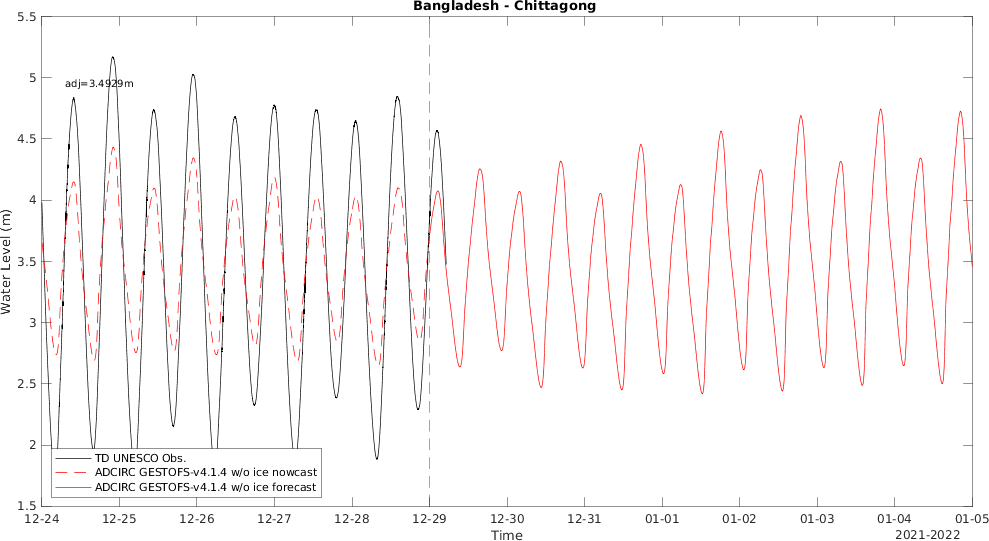 Bangladesh - Chittagong
5.5
5
4.5
4
3.5
3
2.5
2
1.5
Water Level (m)
adj=3.4929m
TD UNESCO Obs.
ADCIRC GESTOFS-v4.1.4 w/o ice nowcast
ADCIRC GESTOFS-v4.1.4 w/o ice forecast
12-24 12-25 12-26 12-27 12-28 12-29 12-30 12-31 01-01 01-02 01-03 01-04 01-05
Time
2021-2022